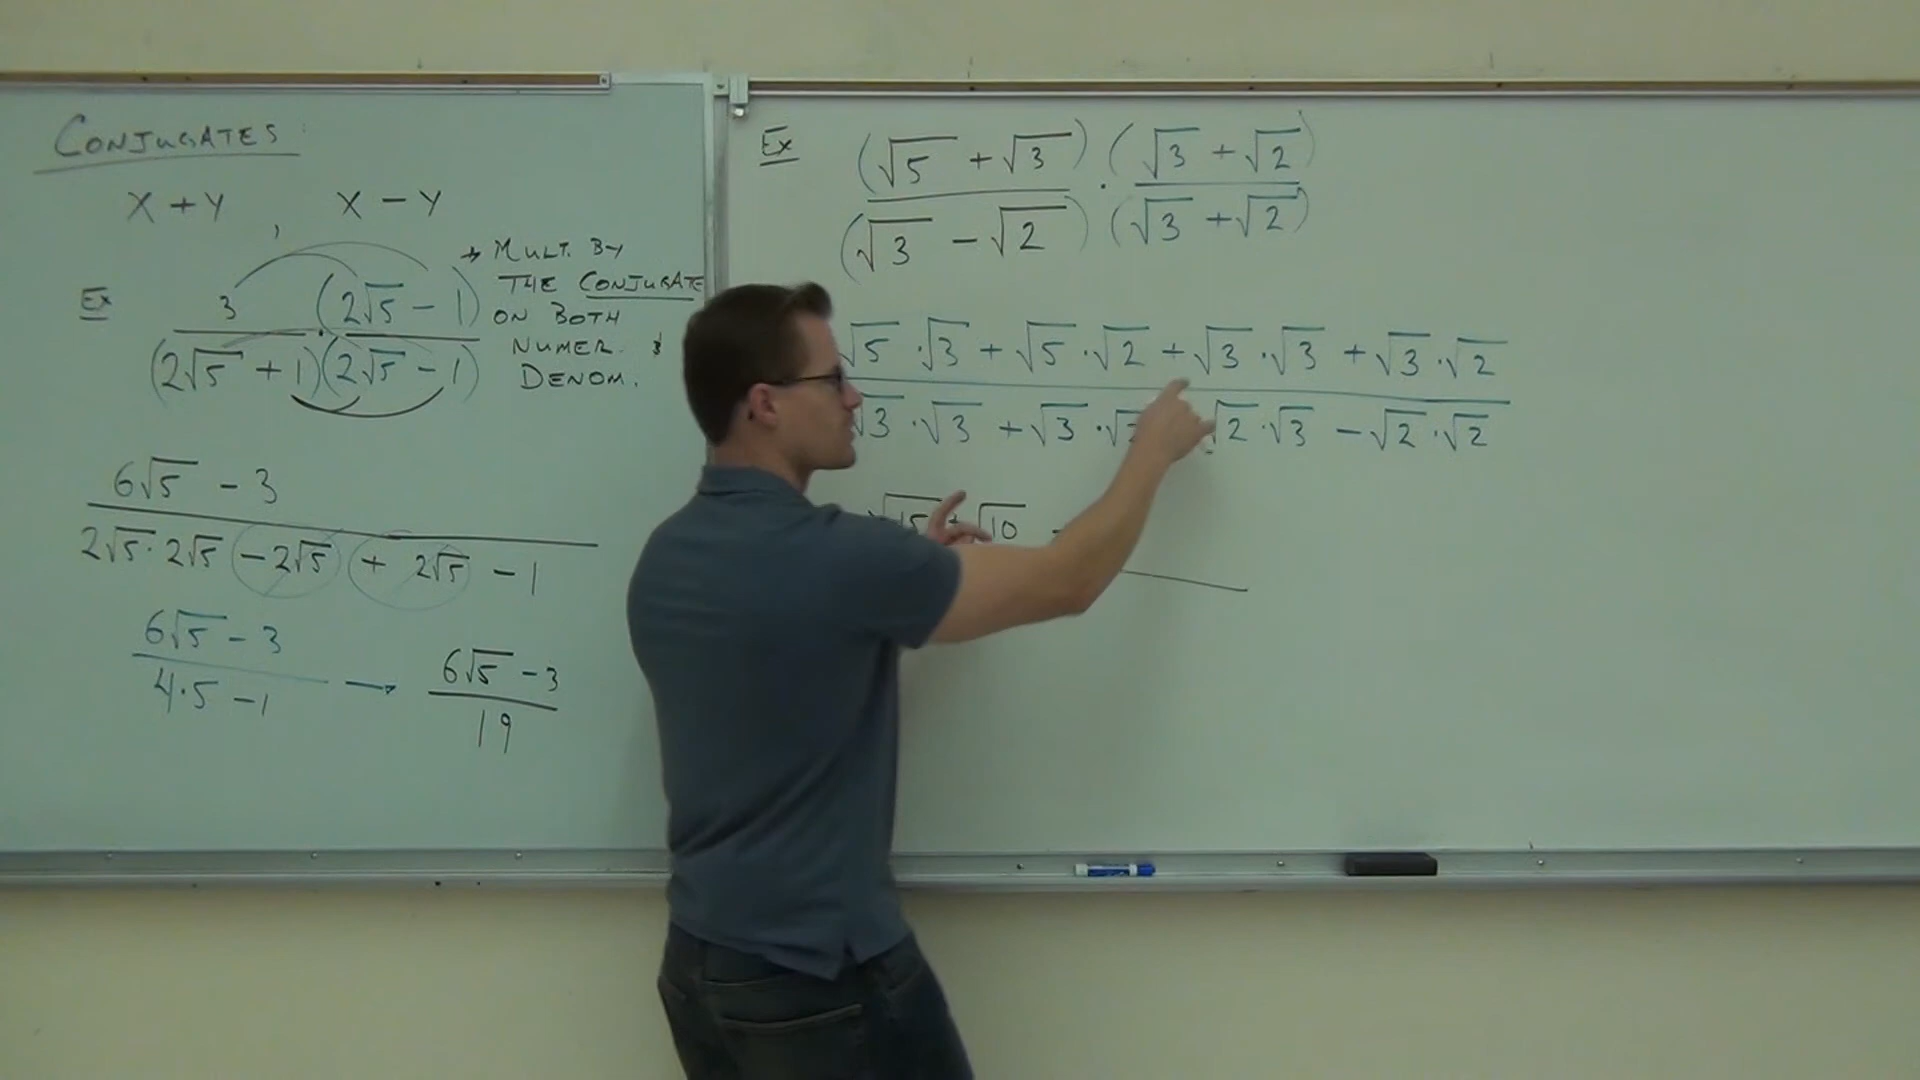 CONJUGATES:
X + Y , X - Y
Ex
3 (2√5 - 1)
(2√5 + 1)(2√5 - 1)
→ MULT. BY
THE CONJUGATE
ON BOTH
NUMER. &
DENOM.
6√5 - 3
2√5 · 2√5 - 2√5 + 2√5 - 1
6√5 - 3
4·5 - 1
→
6√5 - 3
19
Ex
(√5 + √3) · (√3 + √2)
(√3 - √2) (√3 + √2)
√5 · √3 + √5 · √2 + √3 · √3 + √3 · √2
√3 · √3 + √3 · √2 · √3 - √2 · √2
√15 + √10